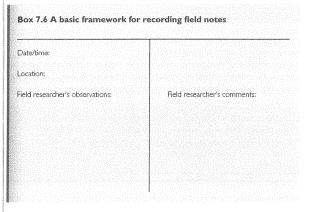 Box 7.6 A basic framework for recording field notes
Date/time:
Location:
Field researcher's observations:
Field researcher's comments: